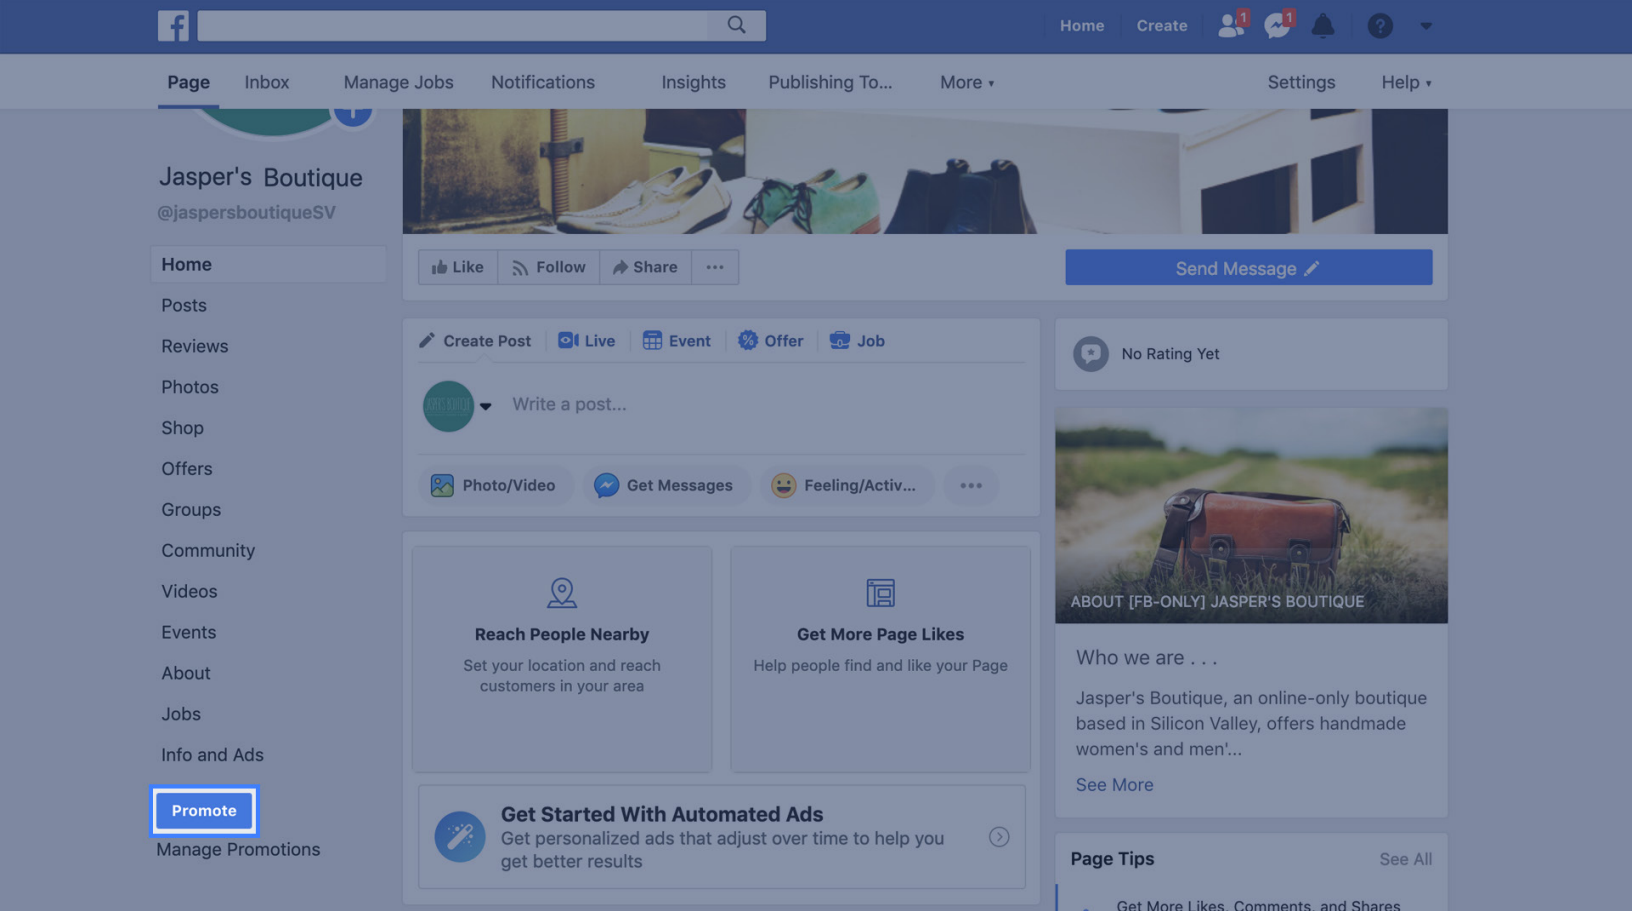 f
Home
Create
1
1
?
Page
Inbox
Manage Jobs
Notifications
Insights
Publishing To...
More ▾
Settings
Help ▾
Jasper's Boutique
@jaspersboutiqueSV
Home
Posts
Reviews
Photos
Shop
Offers
Groups
Community
Videos
Events
About
Jobs
Info and Ads
Promote
Manage Promotions
Like
Follow
Share
...
Send Message
Create Post
Live
Event
Offer
Job
Write a post...
Photo/Video
Get Messages
Feeling/Activ...
...
Reach People Nearby
Set your location and reach
customers in your area
Get More Page Likes
Help people find and like your Page
Get Started With Automated Ads
Get personalized ads that adjust over time to help you
get better results
No Rating Yet
ABOUT [FB-ONLY] JASPER'S BOUTIQUE
Who we are . . .
Jasper's Boutique, an online-only boutique
based in Silicon Valley, offers handmade
women's and men'...
See More
Page Tips
See All
Get More Likes, Comments, and Shares